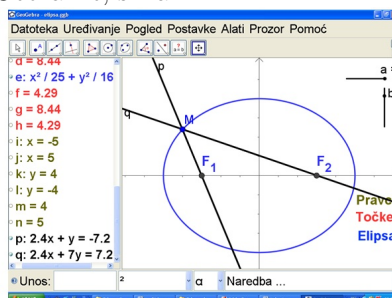 GeoGebra - elipsa.ggb
Datoteka Uređivanje Pogled Postavke Alati Prozor Pomoć
d = 8.44
e: x² / 25 + y² / 16
f = 4.29
g = 8.44
h = 4.29
i: x = -5
j: x = 5
k: y = 4
l: y = -4
m = 4
n = 5
p: 2.4x + y = -7.2
q: 2.4x + 7y = 7.2
p
a =
b
q
M
F₁
F₂
Pravo
Točke
Elipsa
Unos:
²
α
Naredba ...